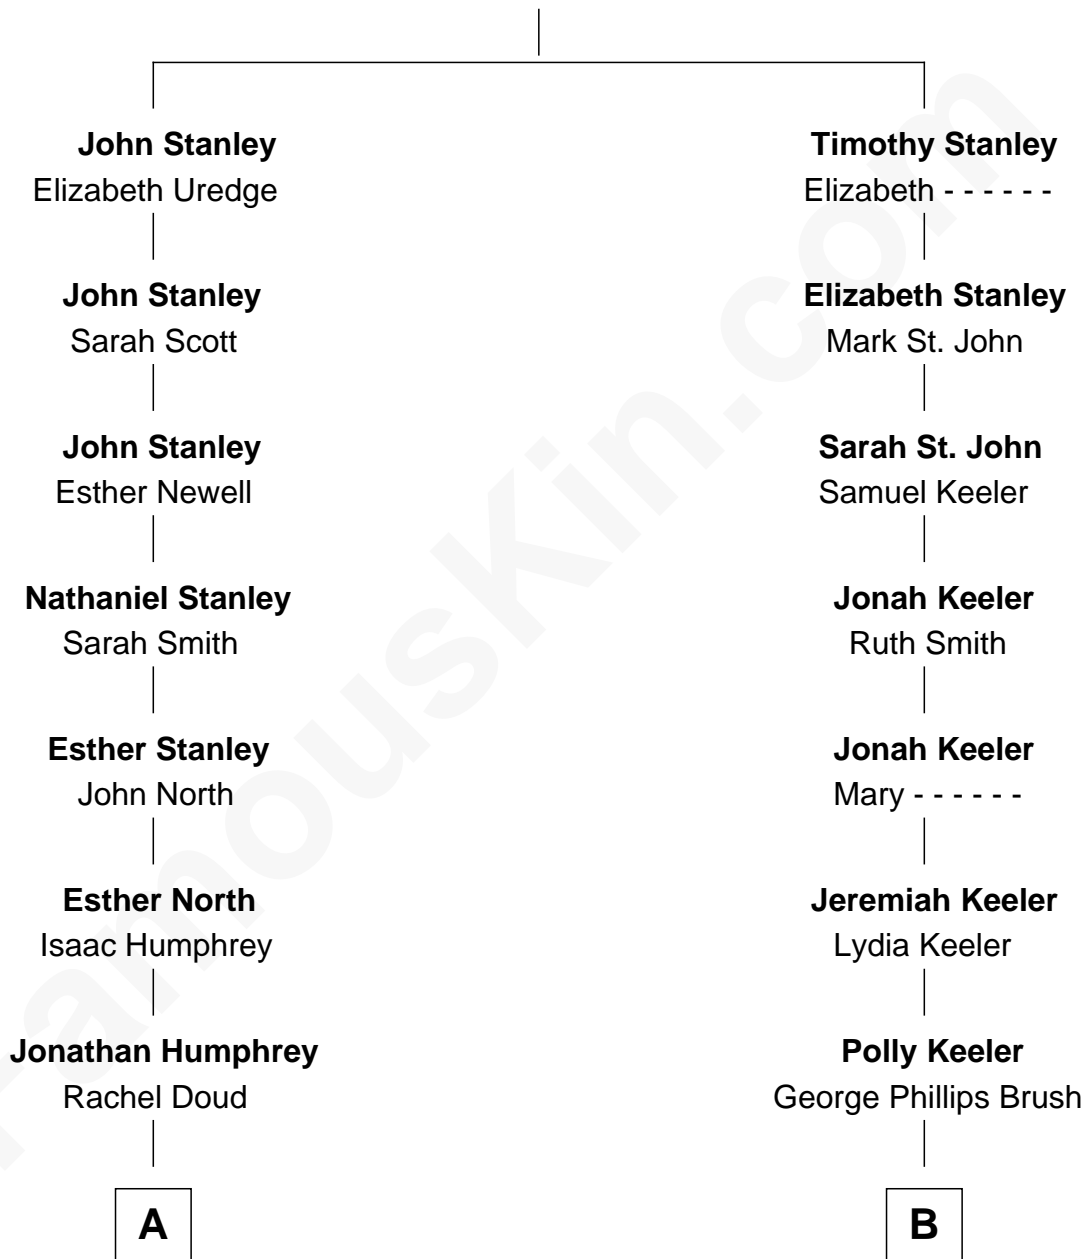 John Stanley
Elizabeth Uredge
John Stanley
Sarah Scott
John Stanley
Esther Newell
Nathaniel Stanley
Sarah Smith
Esther Stanley
John North
Esther North
Isaac Humphrey
Jonathan Humphrey
Rachel Doud
A
Timothy Stanley
Elizabeth - - - - - -
Elizabeth Stanley
Mark St. John
Sarah St. John
Samuel Keeler
Jonah Keeler
Ruth Smith
Jonah Keeler
Mary - - - - - -
Jeremiah Keeler
Lydia Keeler
Polly Keeler
George Phillips Brush
B
FamousKin.com